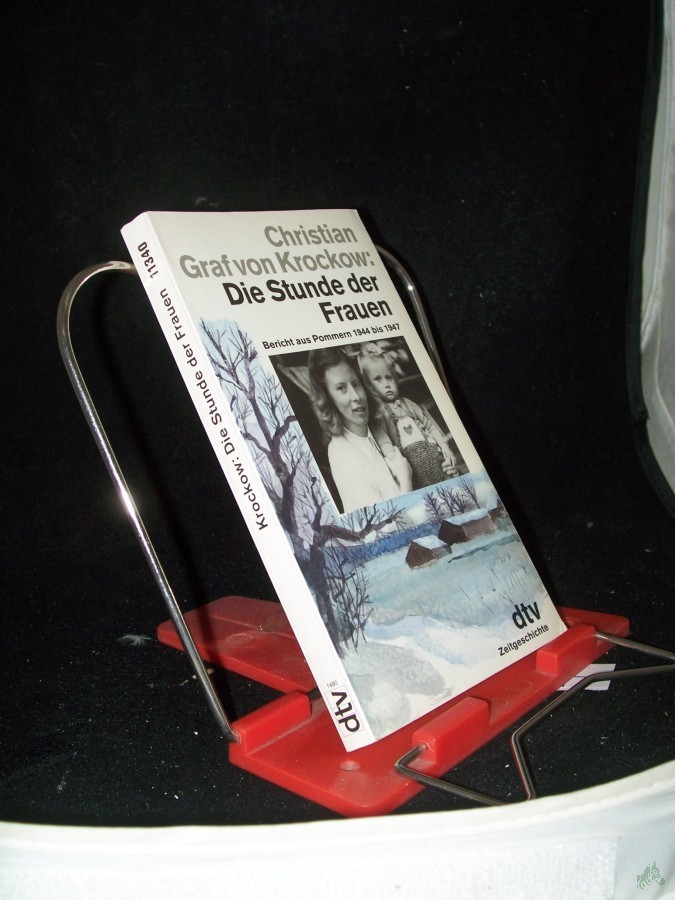 Christian
Graf von Krockow:
Die Stunde der
Frauen
Bericht aus Pommern 1944 bis 1947
dtv
Zeitgeschichte
Krockow: Die Stunde der Frauen 11340
dtv